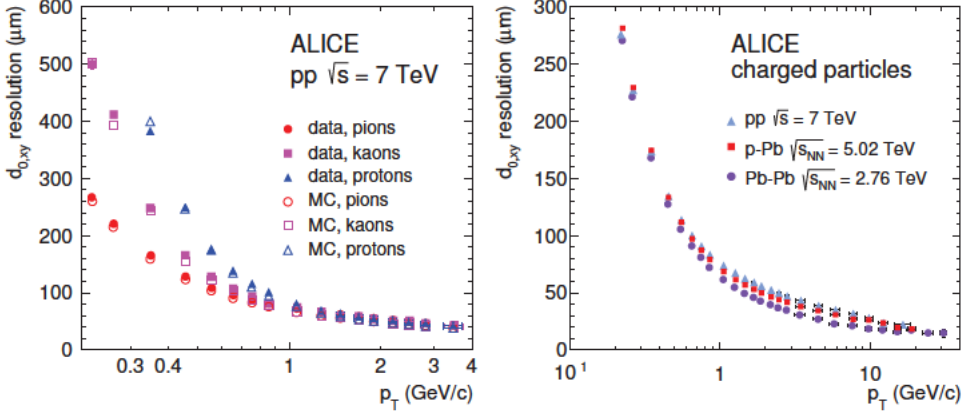 d0,xy resolution (μm)
600
500
400
300
200
100
0
ALICE
pp √s = 7 TeV
data, pions
data, kaons
data, protons
MC, pions
MC, kaons
MC, protons
0.3 0.4 1 2 3 4
pT (GeV/c)
d0,xy resolution (μm)
300
250
200
150
100
50
0
ALICE
charged particles
pp √s = 7 TeV
p-Pb √sNN = 5.02 TeV
Pb-Pb √sNN = 2.76 TeV
10-1 1 10
pT (GeV/c)